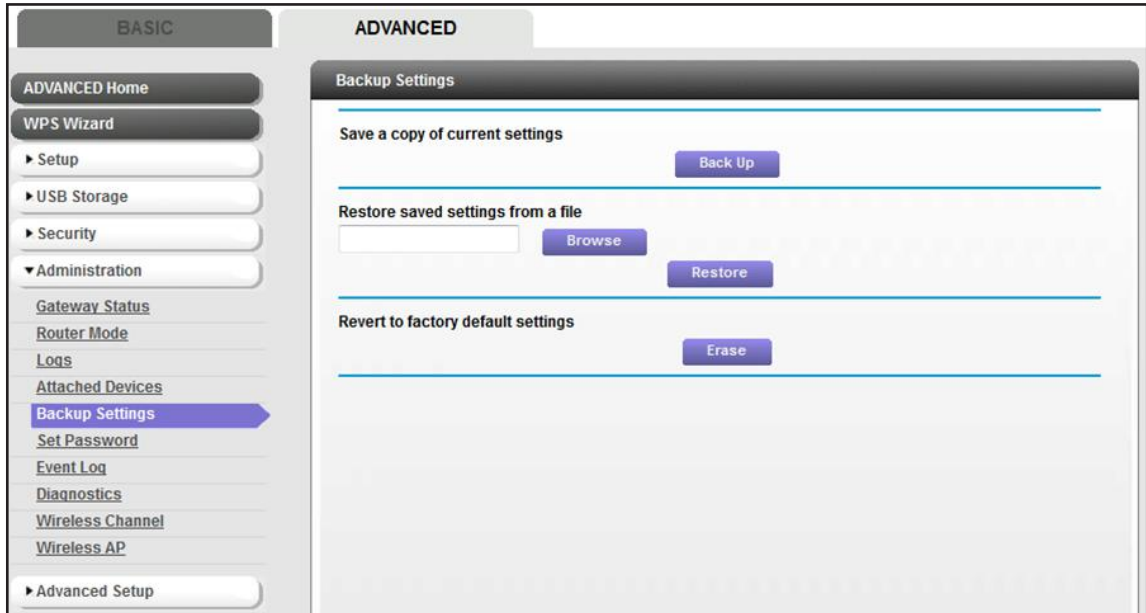 BASIC
ADVANCED
ADVANCED Home
WPS Wizard
Setup
USB Storage
Security
Administration
Gateway Status
Router Mode
Logs
Attached Devices
Backup Settings
Set Password
Event Log
Diagnostics
Wireless Channel
Wireless AP
Advanced Setup
Backup Settings
Save a copy of current settings
Back Up
Restore saved settings from a file
Browse
Restore
Revert to factory default settings
Erase